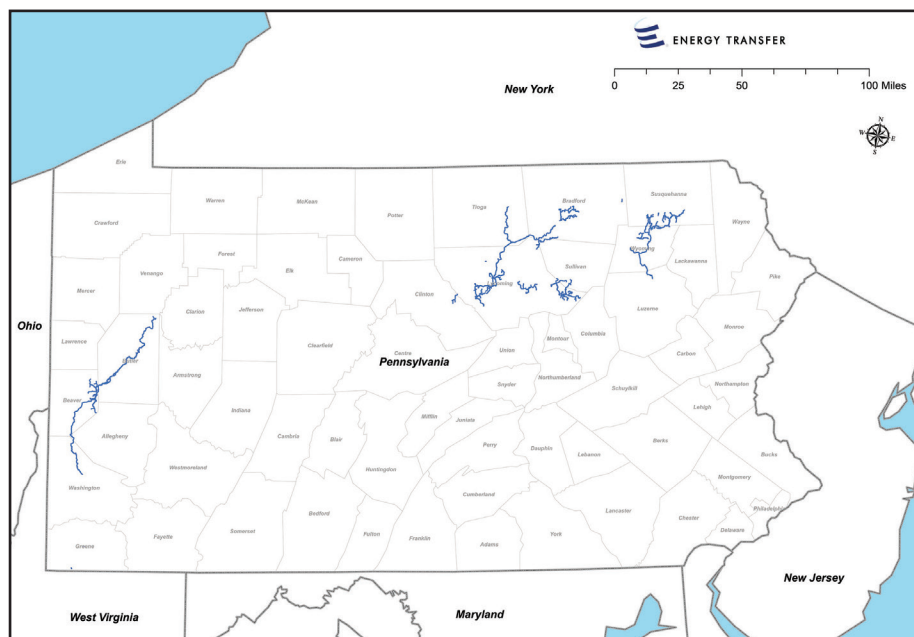 ENERGY TRANSFER
0 25 50 100 Miles
New York
N
W E
S
Erie
Susquehanna
Warren
McKean
Bradford
Tioga
Potter
Crawford
Wayne
Wyoming
Forest
Cameron
Lackawanna
Sullivan
Elk
Venango
Pike
Mercer
Clinton
Lycoming
Jefferson
Luzerne
Clarion
Ohio
Monroe
Columbia
Lawrence
Montour
Clearfield
Union
Centre
Carbon
Pennsylvania
Butler
Armstrong
Northumberland
Snyder
Northampton
Schuylkill
Beaver
Lehigh
Indiana
Mifflin
Juniata
Allegheny
Cambria
Blair
Berks
Perry
Dauphin
Lebanon
Bucks
Westmoreland
Huntingdon
Montgomery
Washington
Cumberland
Philadelphia
Lancaster
Bedford
Chester
Somerset
Fayette
Fulton
York
Delaware
Franklin
Adams
Greene
New Jersey
West Virginia
Maryland